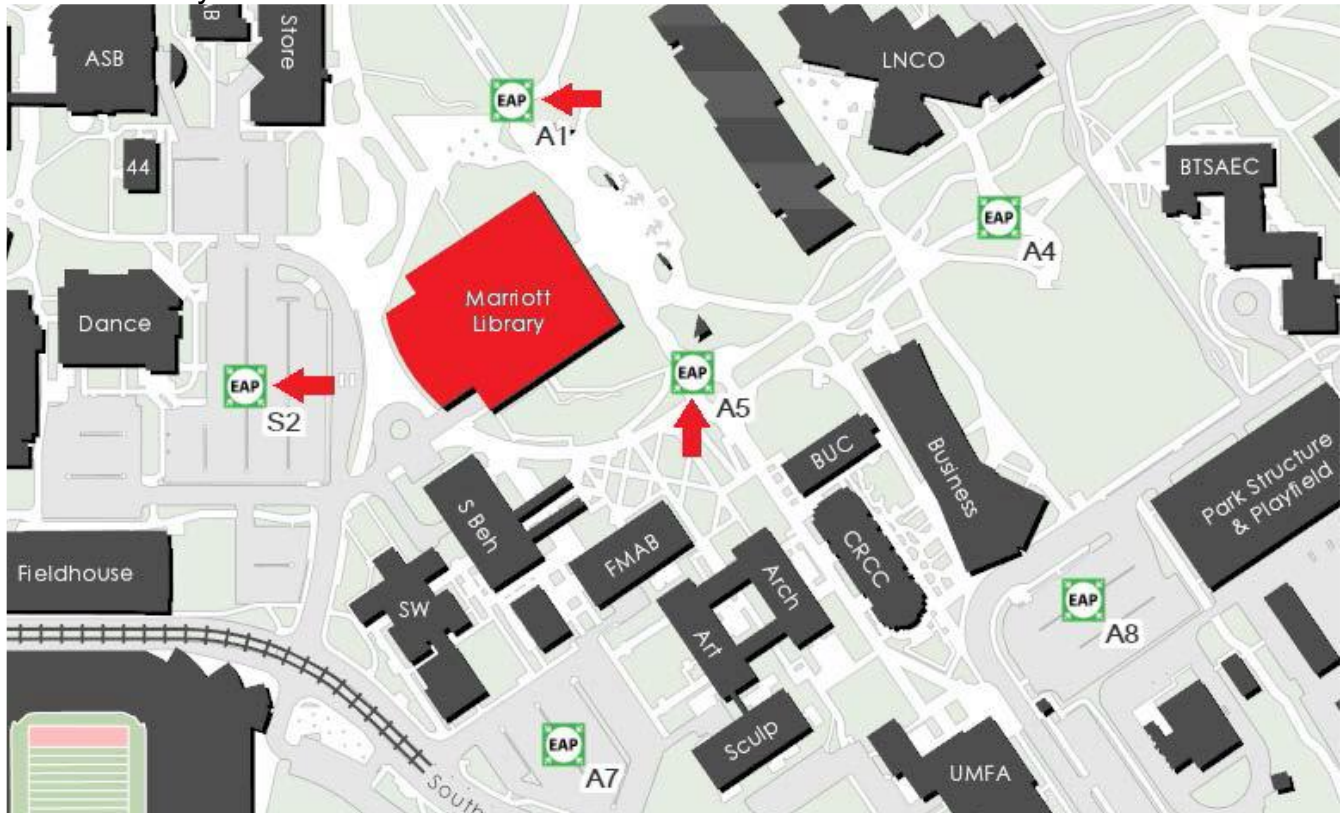 ASB
Store
LNCO
EAP
A1
44
BTSAEC
EAP
A4
Marriott
Library
Dance
EAP
S2
EAP
A5
BUC
Business
Park Structure
& Playfield
S Beh
FMAB
CRCC
Fieldhouse
SW
Arch
Art
EAP
A8
EAP
A7
Sculp
UMFA
South